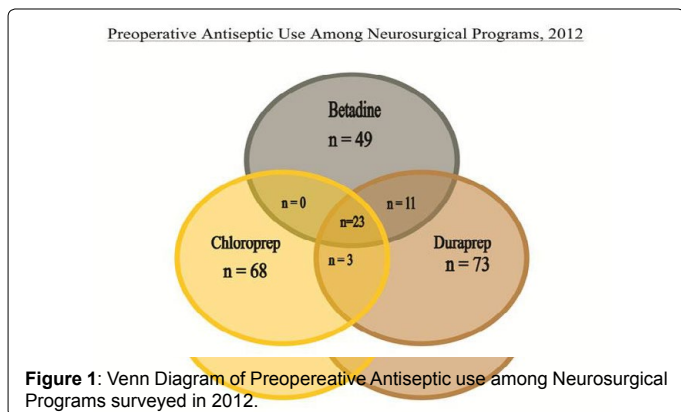 Preoperative Antiseptic Use Among Neurosurgical Programs, 2012
Betadine
n = 49
n = 0
n = 11
n=23
Chloroprep
n = 68
n = 3
Duraprep
n = 73
Figure 1: Venn Diagram of Preopereative Antiseptic use among Neurosurgical
Programs surveyed in 2012.